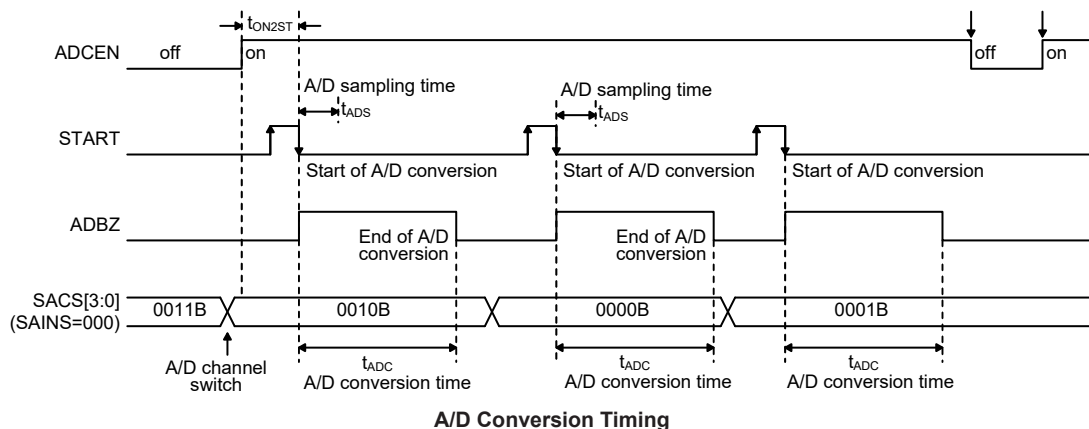 tON2ST
ADCEN off on off on
A/D sampling time A/D sampling time
tADS tADS
START
Start of A/D conversion Start of A/D conversion Start of A/D conversion
ADBZ
End of A/D conversion End of A/D conversion
SACS[3:0]
(SAINS=000)
0011B 0010B 0000B 0001B
A/D channel
switch
tADC tADC tADC
A/D conversion time A/D conversion time A/D conversion time
A/D Conversion Timing